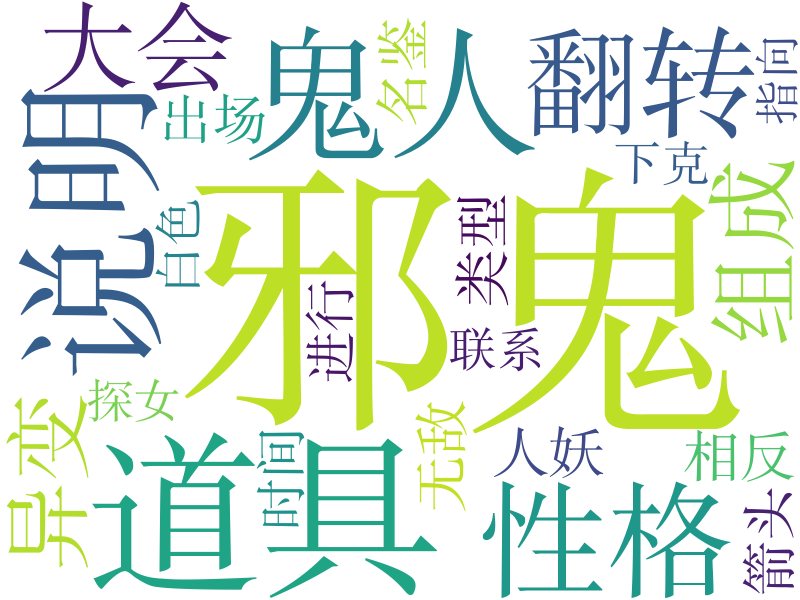 大会
鬼人
翻转
名鉴
指向
出场
说明
下克
邪鬼
组成
白色
类型
进行
联系
异变
探女
道具
时间
无敌
人妖
相反
性格
箭头